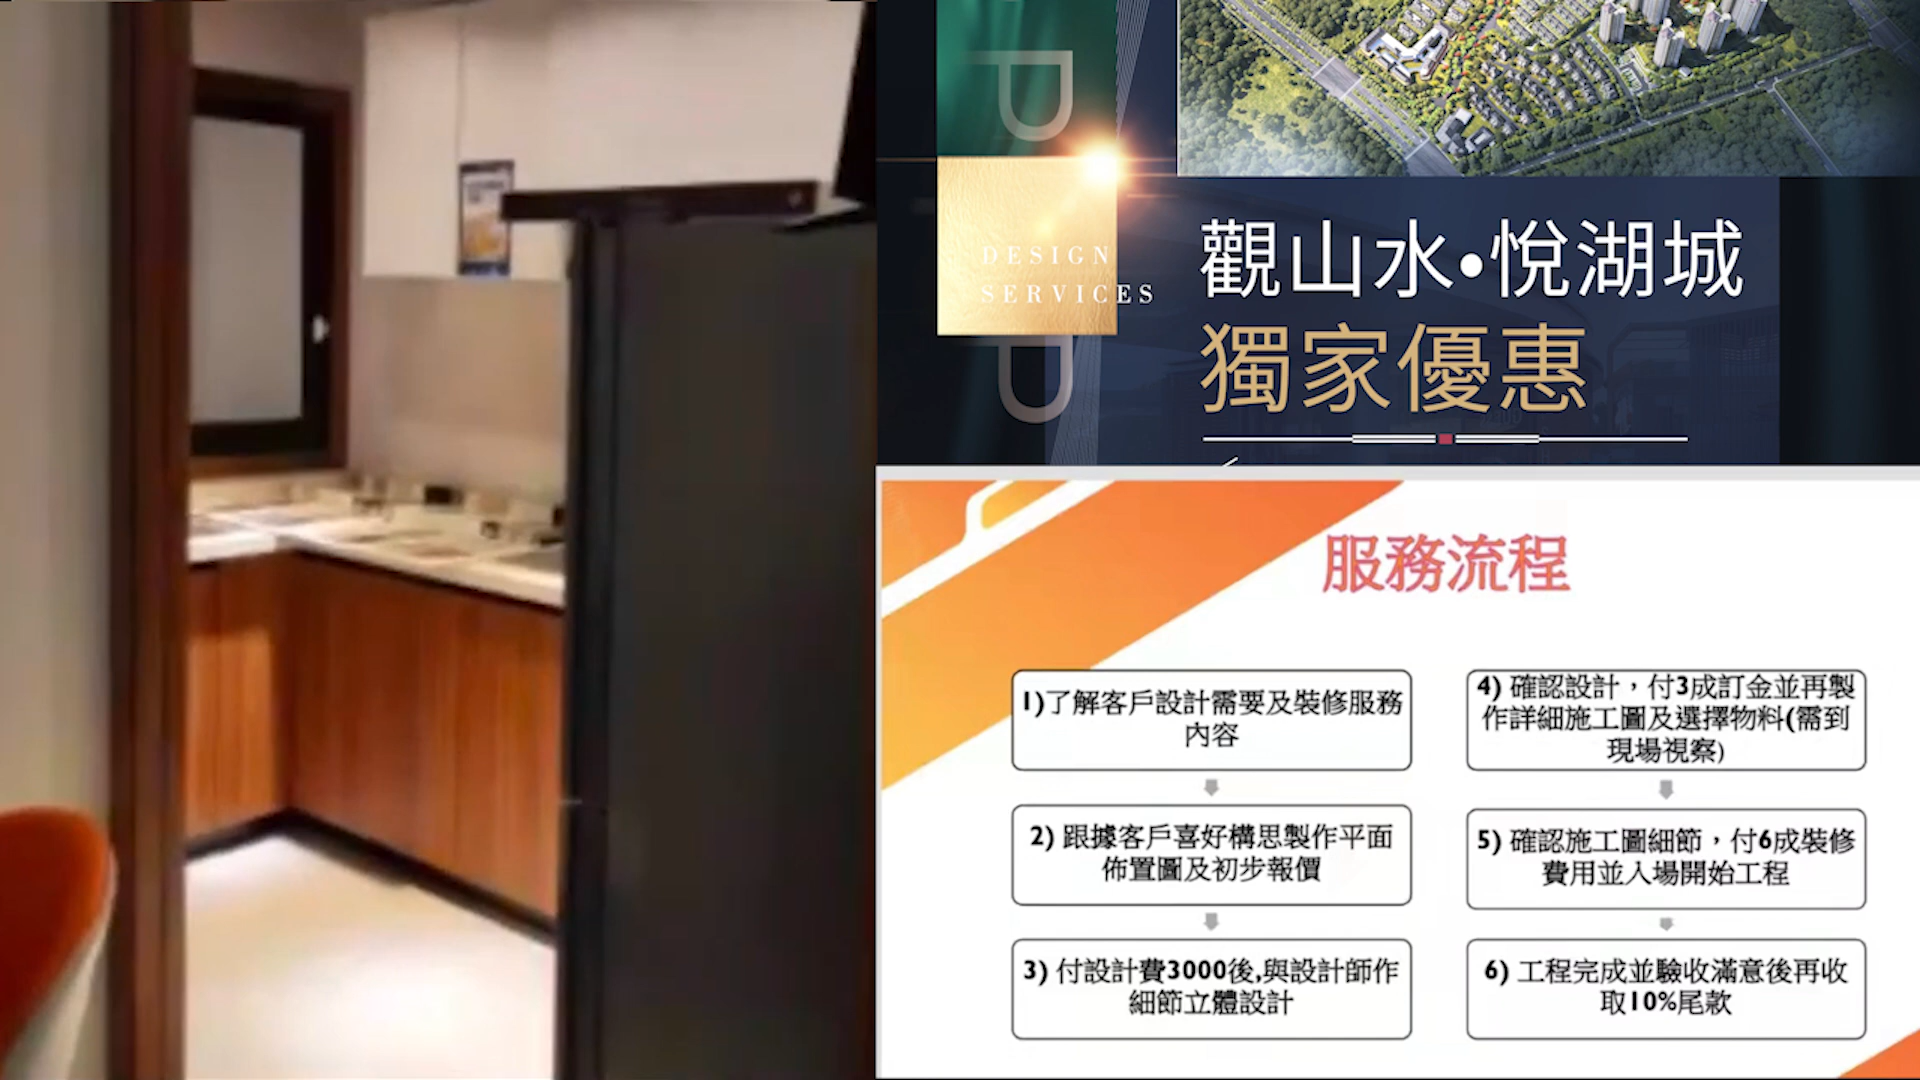 DESIGN
SERVICES
觀山水•悅湖城
獨家優惠
服務流程
1)了解客戶設計需要及裝修服務
內容
2) 跟據客戶喜好構思製作平面
佈置圖及初步報價
3) 付設計費3000後,與設計師作
細節立體設計
4) 確認設計，付3成訂金並再製
作詳細施工圖及選擇物料(需到
現場視察)
5) 確認施工圖細節，付6成裝修
費用並入場開始工程
6) 工程完成並驗收滿意後再收
取10%尾款